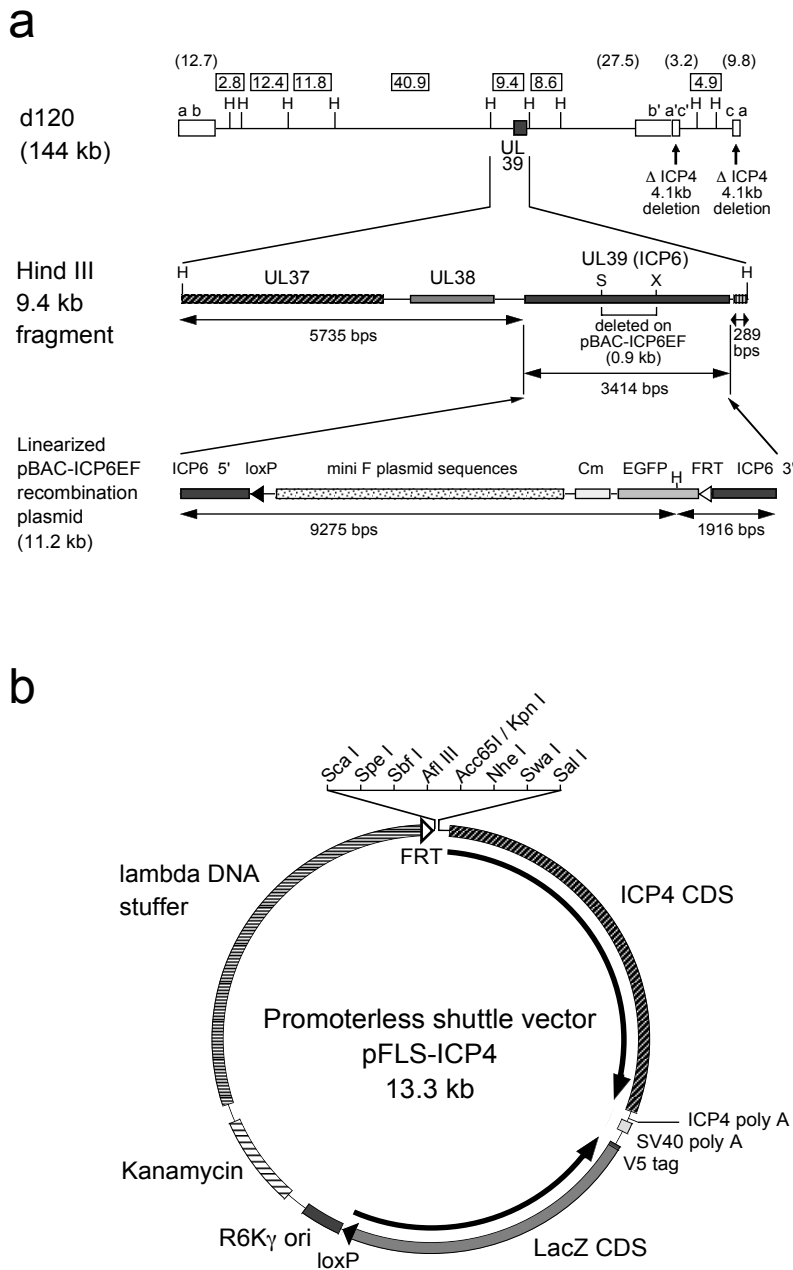 a
(12.7) (27.5) (3.2) (9.8)
2.8 12.4 11.8 40.9 9.4 8.6 4.9
H H H H H H H H H
a b b' a' c' c a
d120
(144 kb)
UL
39
Δ ICP4
4.1kb
deletion
Δ ICP4
4.1kb
deletion
Hind III
9.4 kb
fragment
H UL37 UL38 UL39 (ICP6) H
S X
deleted on
pBAC-ICP6EF
(0.9 kb)
5735 bps
289
bps
3414 bps
Linearized
pBAC-ICP6EF
recombination
plasmid
(11.2 kb)
ICP6 5' loxP mini F plasmid sequences Cm EGFP H FRT ICP6 3'
9275 bps 1916 bps
b
Sca I
Spe I
Sbf I
Afl III
Acc65I / Kpn I
Nhe I
Swa I
Sal I
FRT
lambda DNA
stuffer
ICP4 CDS
Promoterless shuttle vector
pFLS-ICP4
13.3 kb
ICP4 poly A
SV40 poly A
V5 tag
Kanamycin
R6Kγ ori
loxP
LacZ CDS